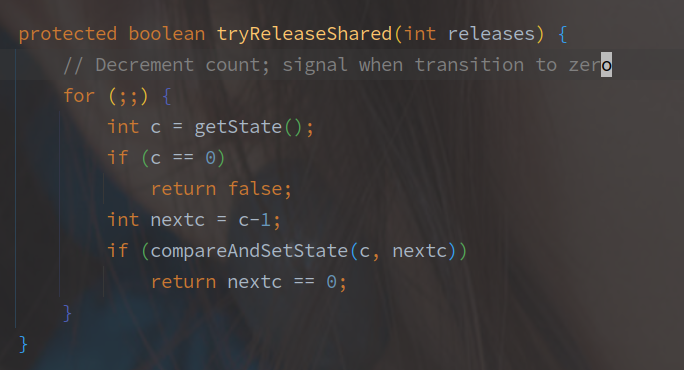 protected boolean tryReleaseShared(int releases) {
// Decrement count; signal when transition to zero
for (;;) {
int c = getState();
if (c == 0)
return false;
int nextc = c-1;
if (compareAndSetState(c, nextc))
return nextc == 0;
}
}